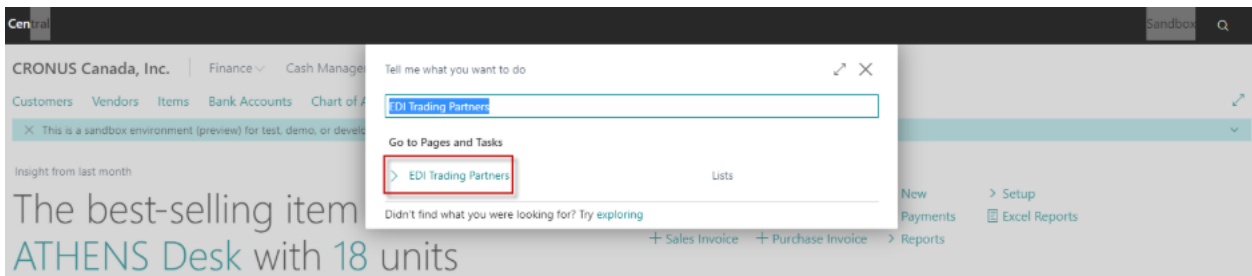 Central
Sandbox
CRONUS Canada, Inc.
Finance
Cash Manage
Customers Vendors Items Bank Accounts Chart of A
This is a sandbox environment (preview) for test, demo, or develo
Insight from last month
The best-selling item
ATHENS Desk with 18 units
Tell me what you want to do
EDI Trading Partners
Go to Pages and Tasks
EDI Trading Partners
Lists
Didn't find what you were looking for? Try exploring
+ Sales Invoice + Purchase Invoice
New
Payments
> Reports
> Setup
Excel Reports